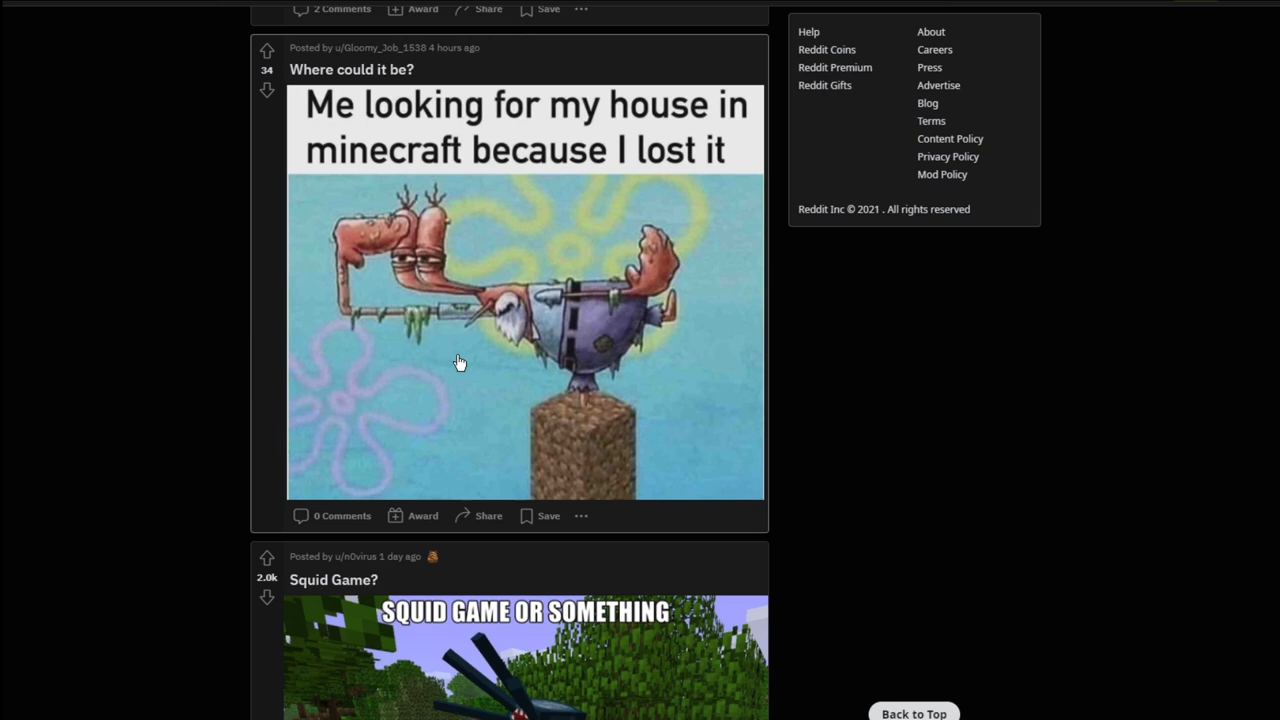 2 Comments Award Share Save
Posted by u/Gloomy_Job_1538 4 hours ago
34
Where could it be?
Me looking for my house in
minecraft because I lost it
0 Comments Award Share Save
Posted by u/n0virus 1 day ago
2.0k
Squid Game?
SQUID GAME OR SOMETHING
Help
Reddit Coins
Reddit Premium
Reddit Gifts
About
Careers
Press
Advertise
Blog
Terms
Content Policy
Privacy Policy
Mod Policy
Reddit Inc © 2021 . All rights reserved
Back to Top